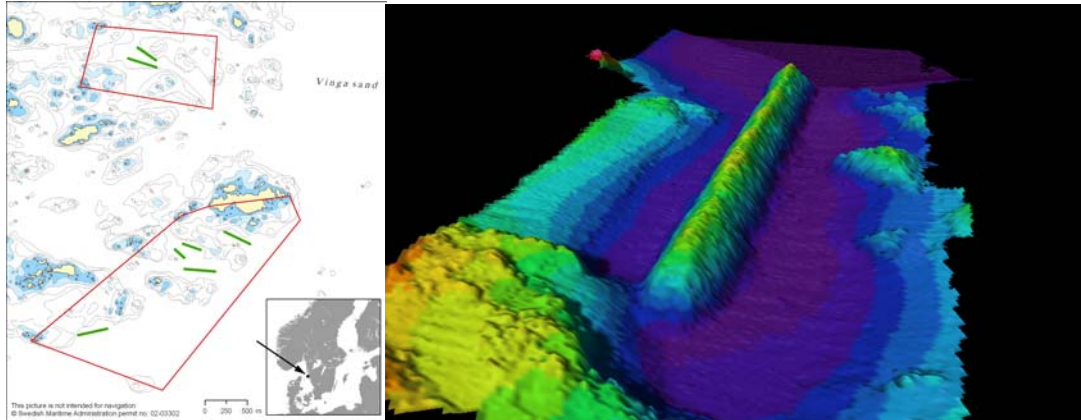 Vinga sand
This picture is not intended for navigation
© Swedish Maritime Administration permit no. 02-03302
0 250 500 m